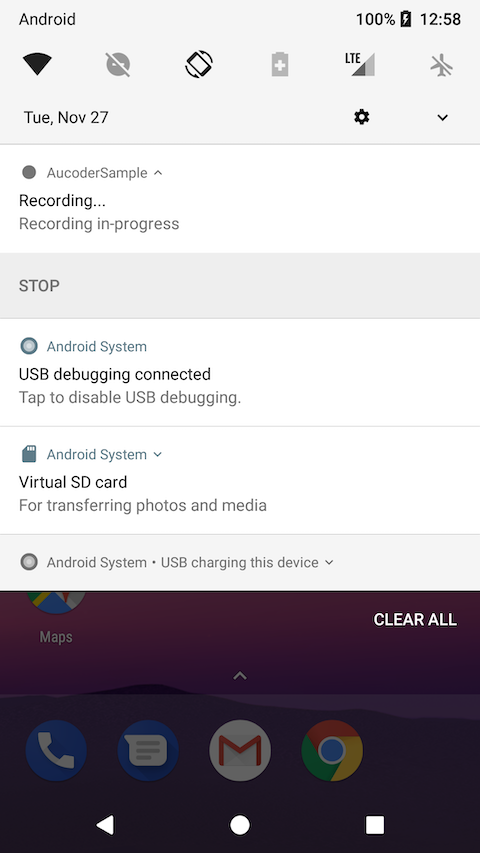 Android 100% 12:58
LTE
Tue, Nov 27
AucoderSample
Recording...
Recording in-progress
STOP
Android System
USB debugging connected
Tap to disable USB debugging.
Android System
Virtual SD card
For transferring photos and media
Android System • USB charging this device
CLEAR ALL
Maps